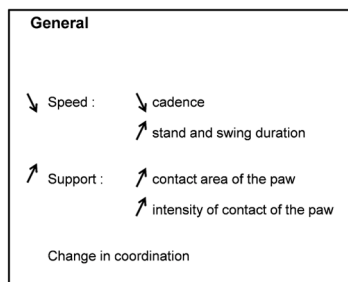 General
↘ Speed : ↘ cadence
↗ stand and swing duration
↗ Support : ↗ contact area of the paw
↗ intensity of contact of the paw
Change in coordination